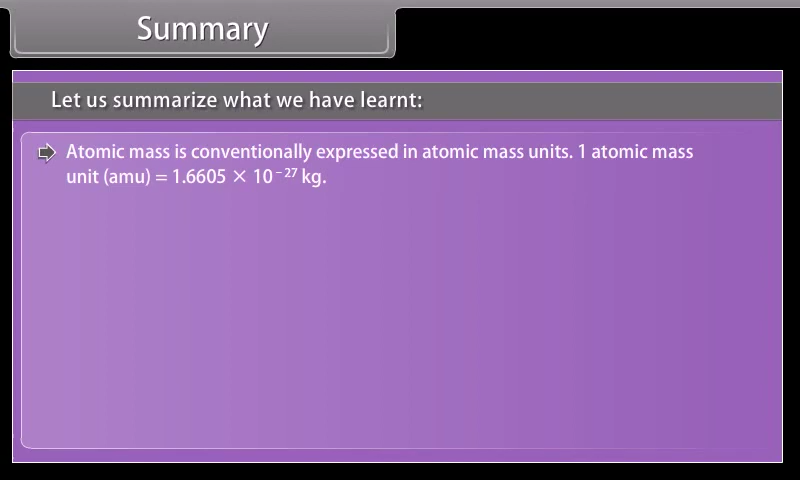 Summary
Let us summarize what we have learnt:
Atomic mass is conventionally expressed in atomic mass units. 1 atomic mass
unit (amu) = 1.6605 × 10⁻²⁷ kg.